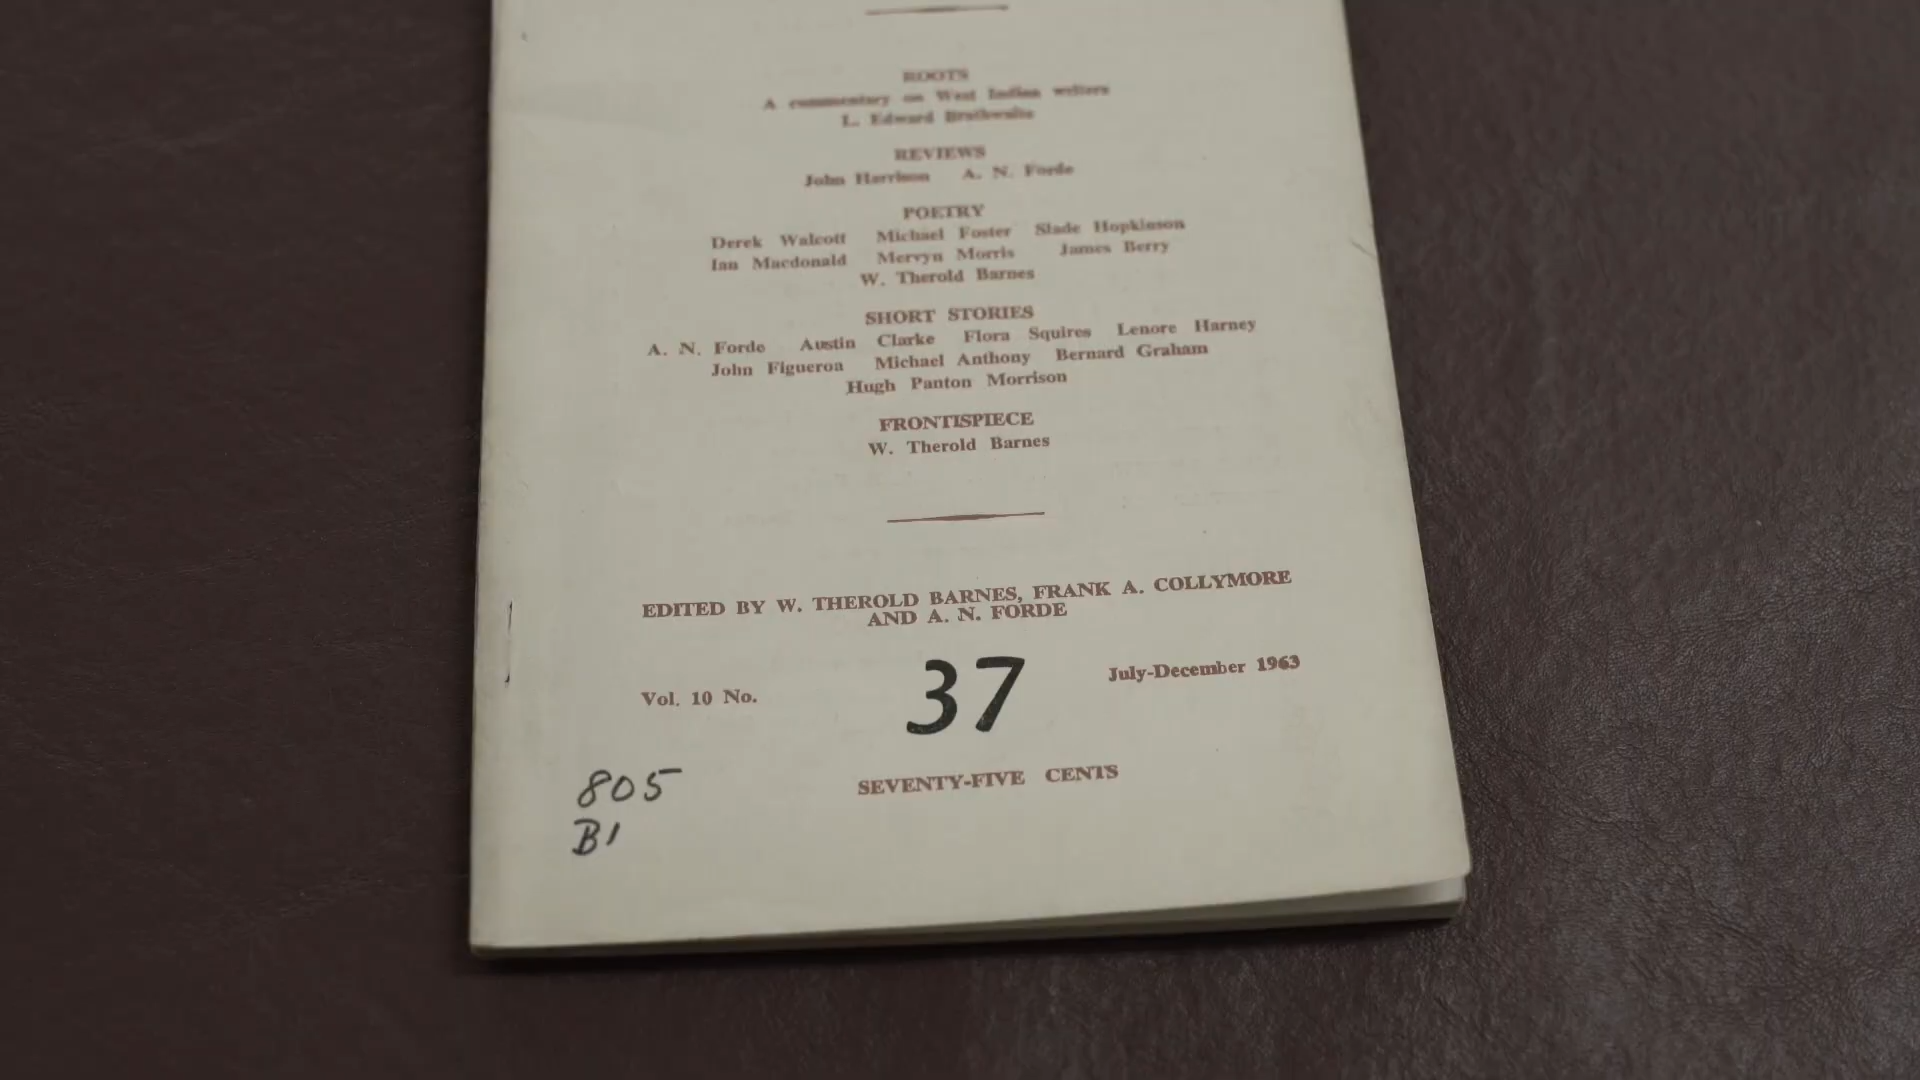 ROOTS
A commentary on West Indian writers
L. Edward Brathwaite
REVIEWS
John Harrison A. N. Forde
POETRY
Derek Walcott Michael Foster Slade Hopkinson
Ian Macdonald Mervyn Morris James Berry
W. Therold Barnes
SHORT STORIES
A. N. Forde Austin Clarke Flora Squires Lenore Harney
John Figueroa Michael Anthony Bernard Graham
Hugh Panton Morrison
FRONTISPIECE
W. Therold Barnes
EDITED BY W. THEROLD BARNES, FRANK A. COLLYMORE
AND A. N. FORDE
Vol. 10 No. 37 July-December 1963
SEVENTY-FIVE CENTS
805
B1